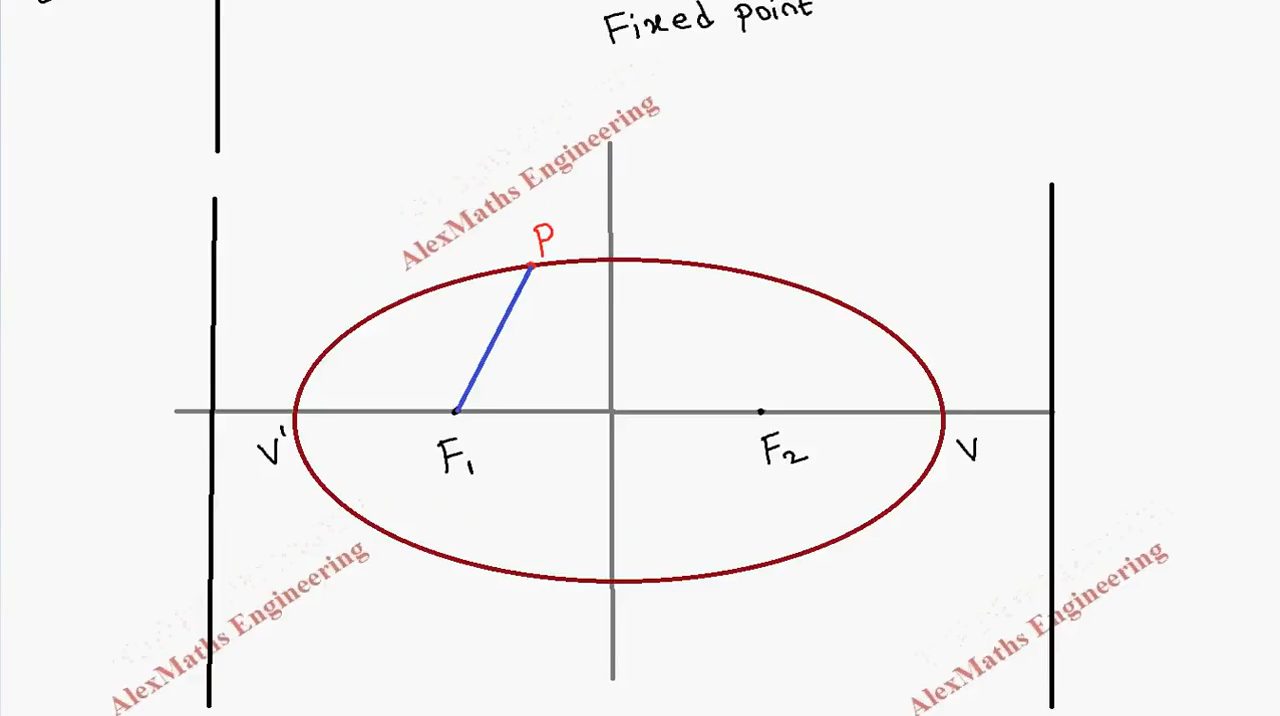 Fixed point
AlexMaths Engineering
P
V'
F₁
F₂
V
AlexMaths Engineering
AlexMaths Engineering